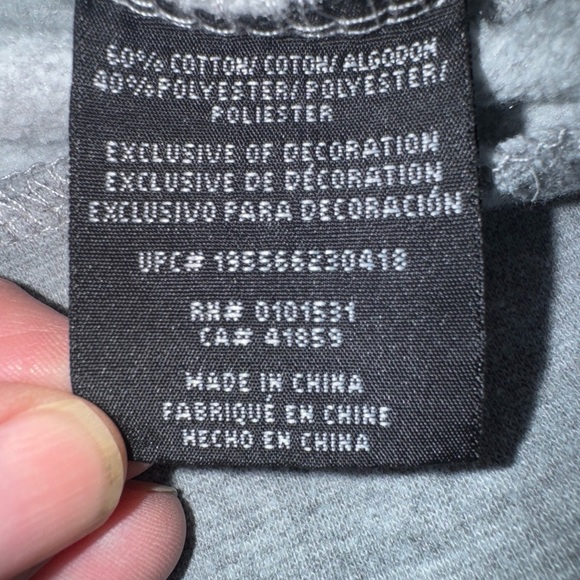 60% COTTON/ COTON/ ALGODON
40% POLYESTER/ POLYESTER/
POLIESTER
EXCLUSIVE OF DECORATION
EXCLUSIVE DE DÉCORATION
EXCLUSIVO PARA DECORACIÓN
UPC# 195566230418
RN# 0101591
CA# 41859
MADE IN CHINA
FABRIQUÉ EN CHINE
HECHO EN CHINA